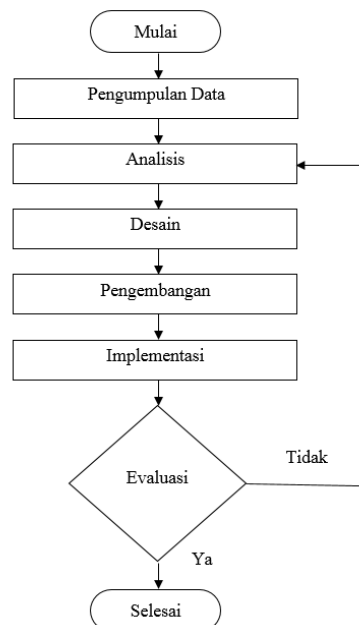 Mulai
Pengumpulan Data
Analisis
Desain
Pengembangan
Implementasi
Evaluasi
Tidak
Ya
Selesai